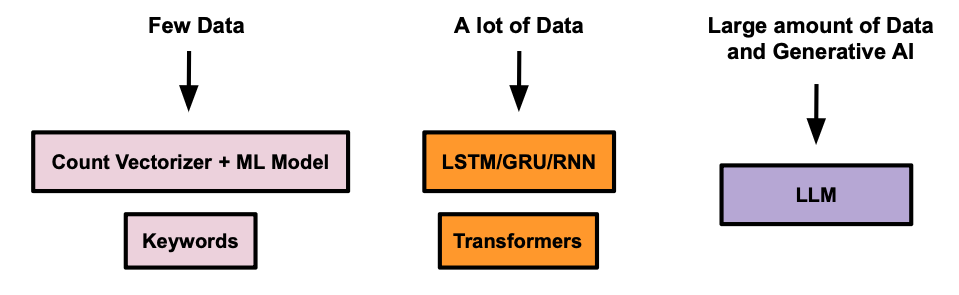 Few Data
A lot of Data
Large amount of Data
and Generative AI
Count Vectorizer + ML Model
LSTM/GRU/RNN
LLM
Keywords
Transformers